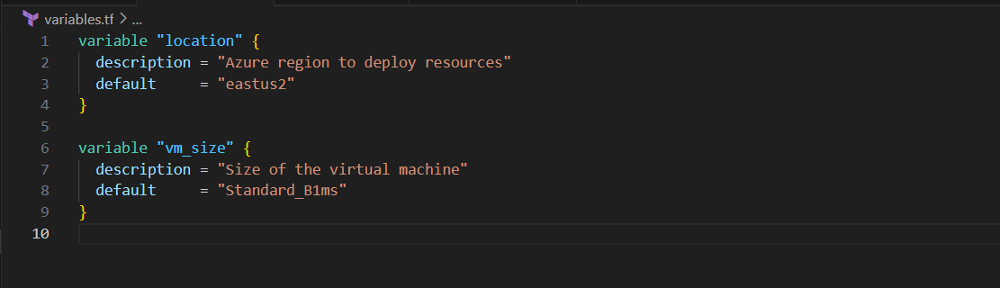 variables.tf > ...
1 variable "location" {
2   description = "Azure region to deploy resources"
3   default     = "eastus2"
4 }
5
6 variable "vm_size" {
7   description = "Size of the virtual machine"
8   default     = "Standard_B1ms"
9 }
10